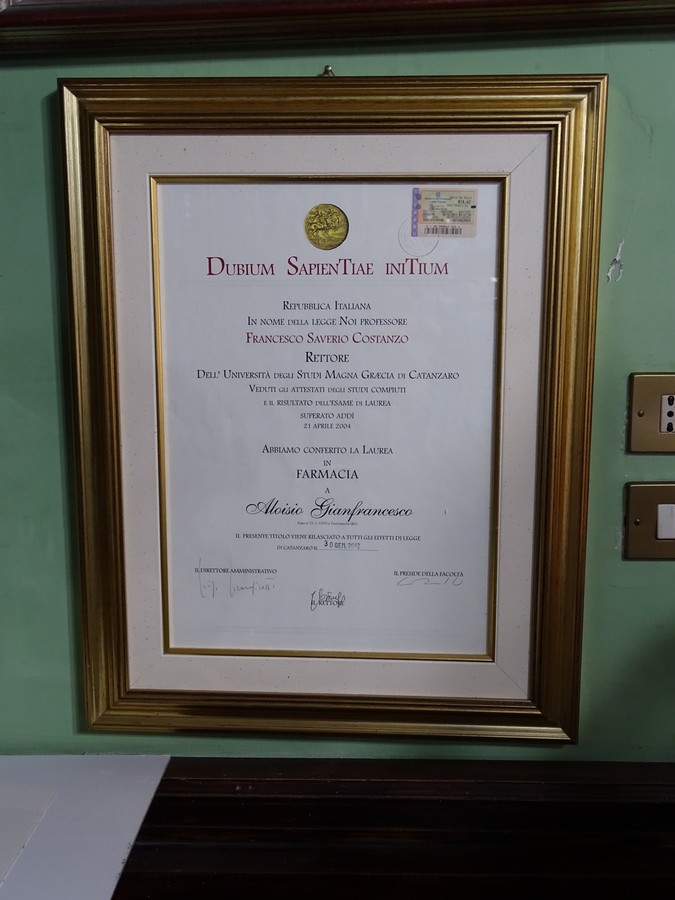 Dubium SapienTiae iniTium
Repubblica Italiana
In nome della legge Noi professore
Francesco Saverio Costanzo
Rettore
Dell' Università degli Studi Magna Græcia di Catanzaro
Veduti gli attestati degli studi compiuti
e il risultato dell'esame di laurea
superato addì
21 aprile 2004
Abbiamo conferito la Laurea
in
FARMACIA
a
Aloisio Gianfrancesco
il presente titolo viene rilasciato a tutti gli effetti di legge
in Catanzaro il 30 GEN.
il direttore amministrativo
il preside della facoltà
il rettore